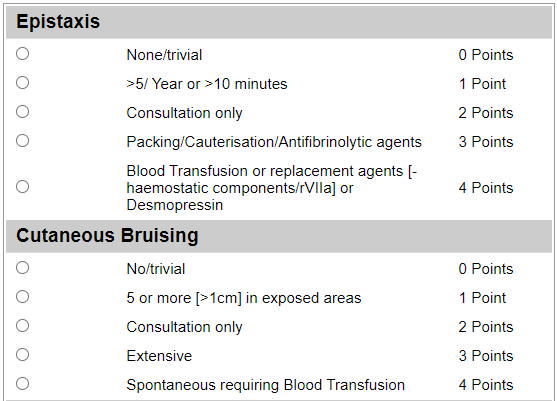 Epistaxis
None/trivial 0 Points
>5/ Year or >10 minutes 1 Point
Consultation only 2 Points
Packing/Cauterisation/Antifibrinolytic agents 3 Points
Blood Transfusion or replacement agents [-
haemostatic components/rVIIa] or 4 Points
Desmopressin
Cutaneous Bruising
No/trivial 0 Points
5 or more [>1cm] in exposed areas 1 Point
Consultation only 2 Points
Extensive 3 Points
Spontaneous requiring Blood Transfusion 4 Points